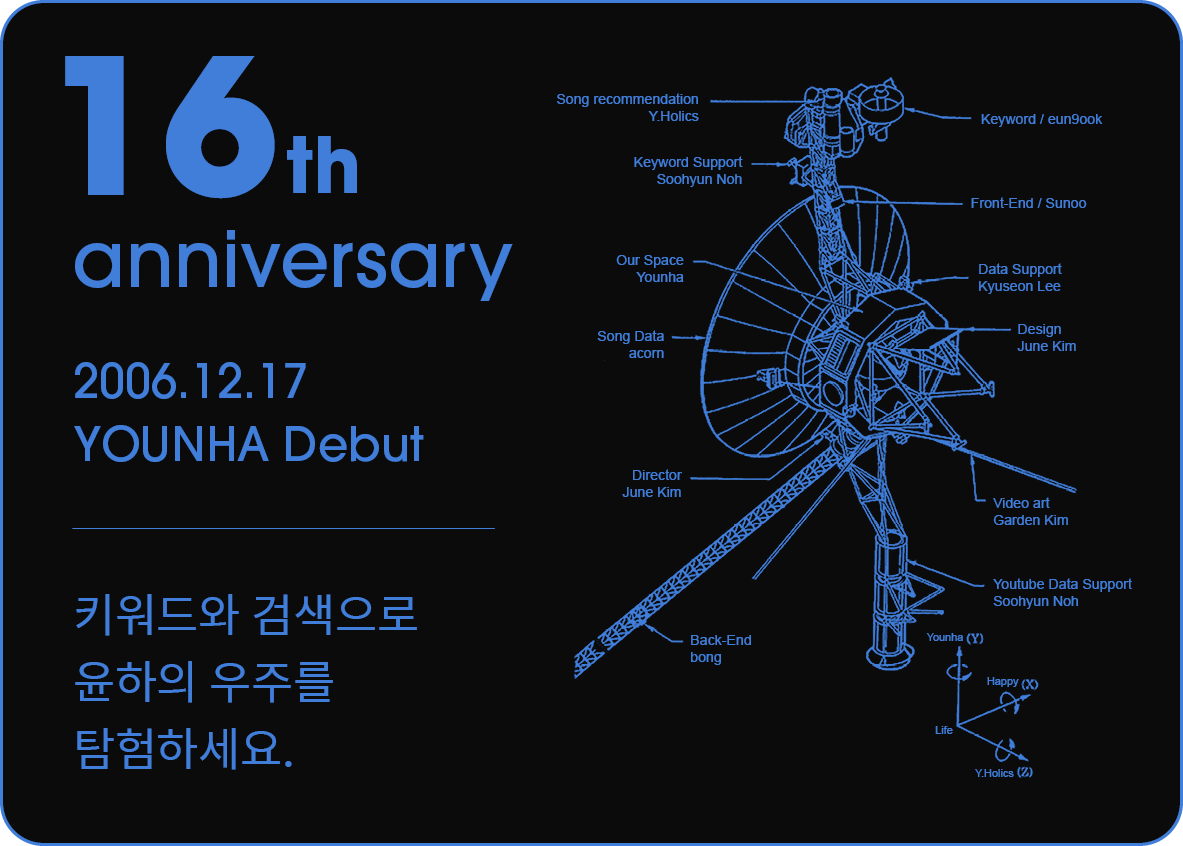 16th
anniversary
2006.12.17
YOUNHA Debut
키워드와 검색으로
윤하의 우주를
탐험하세요.
Song recommendation
Y.Holics
Keyword / eun9ook
Keyword Support
Soohyun Noh
Front-End / Sunoo
Our Space
Younha
Data Support
Kyuseon Lee
Song Data
acorn
Design
June Kim
Director
June Kim
Video art
Garden Kim
Youtube Data Support
Soohyun Noh
Back-End
bong
Younha (Y)
Happy (X)
Life
Y.Holics (Z)